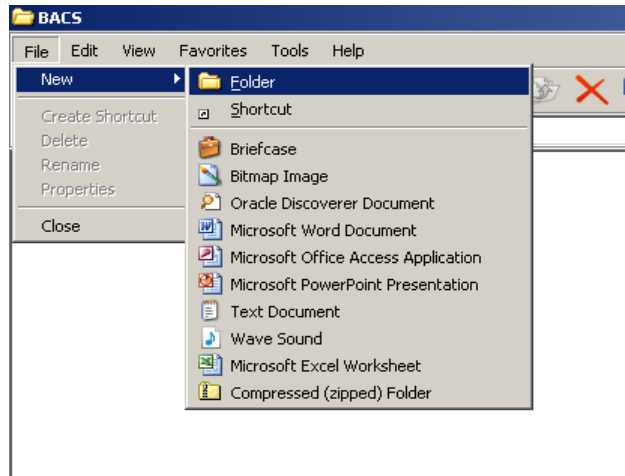 BACS
File Edit View Favorites Tools Help
New
Create Shortcut
Delete
Rename
Properties
Close
Folder
Shortcut
Briefcase
Bitmap Image
Oracle Discoverer Document
Microsoft Word Document
Microsoft Office Access Application
Microsoft PowerPoint Presentation
Text Document
Wave Sound
Microsoft Excel Worksheet
Compressed (zipped) Folder